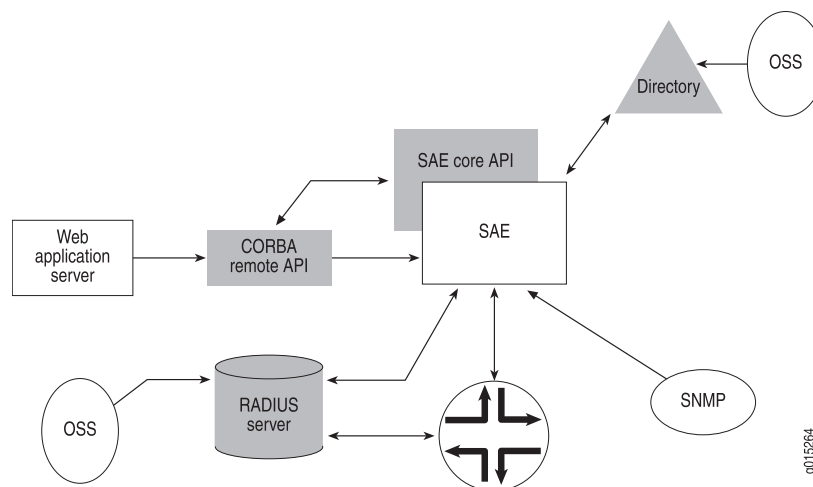 OSS
Directory
SAE core API
SAE
Web
application
server
CORBA
remote API
OSS
RADIUS
server
SNMP
g015264